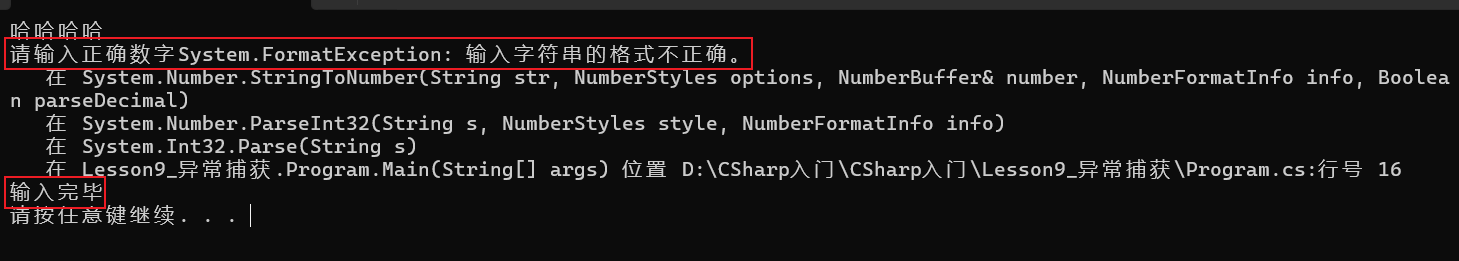 哈哈哈哈
请输入正确数字System.FormatException: 输入字符串的格式不正确。
   在 System.Number.StringToNumber(String str, NumberStyles options, NumberBuffer& number, NumberFormatInfo info, Boolea
n parseDecimal)
   在 System.Number.ParseInt32(String s, NumberStyles style, NumberFormatInfo info)
   在 System.Int32.Parse(String s)
   在 Lesson9_异常捕获.Program.Main(String[] args) 位置 D:\CSharp入门\CSharp入门\Lesson9_异常捕获\Program.cs:行号 16
输入完毕
请按任意键继续. . .